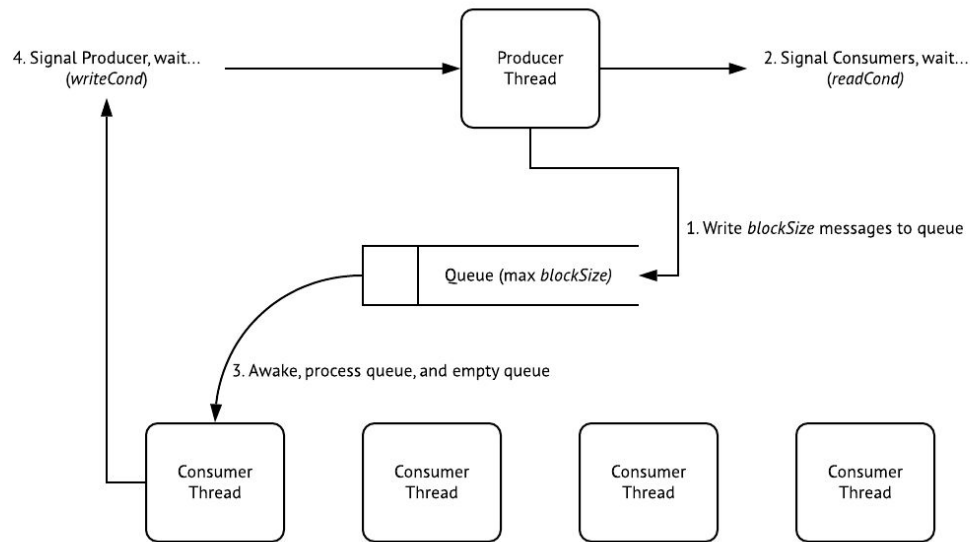 4. Signal Producer, wait...
(writeCond)
Producer
Thread
2. Signal Consumers, wait...
(readCond)
1. Write blockSize messages to queue
Queue (max blockSize)
3. Awake, process queue, and empty queue
Consumer
Thread
Consumer
Thread
Consumer
Thread
Consumer
Thread